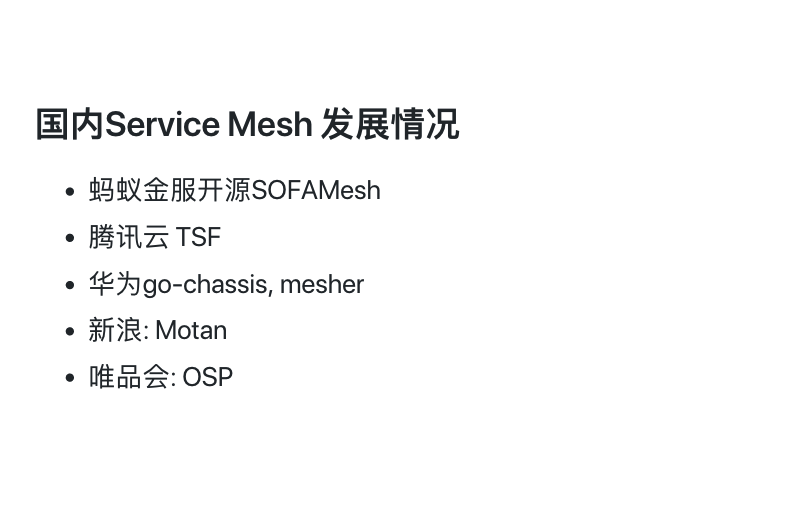 国内Service Mesh 发展情况
• 蚂蚁金服开源SOFAMesh
• 腾讯云 TSF
• 华为go-chassis, mesher
• 新浪: Motan
• 唯品会: OSP